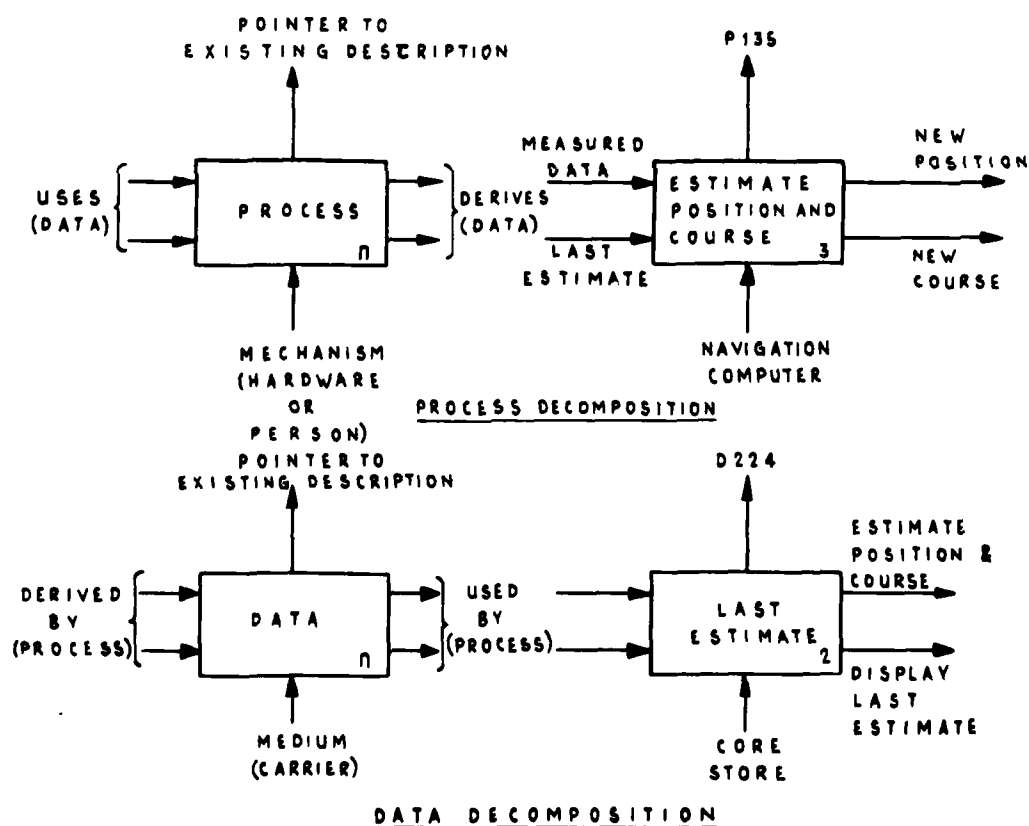 POINTER TO
EXISTING DESCRIPTION
P135
MEASURED
DATA
NEW
POSITION
USES
(DATA)
PROCESS
n
DERIVES
(DATA)
ESTIMATE
POSITION AND
COURSE
3
LAST
ESTIMATE
NEW
COURSE
MECHANISM
(HARDWARE
OR
PERSON)
NAVIGATION
COMPUTER
PROCESS DECOMPOSITION
POINTER TO
EXISTING DESCRIPTION
D224
DERIVED
BY
(PROCESS)
DATA
n
USED
BY
(PROCESS)
LAST
ESTIMATE
2
ESTIMATE
POSITION &
COURSE
DISPLAY
LAST
ESTIMATE
MEDIUM
(CARRIER)
CORE
STORE
DATA DECOMPOSITION